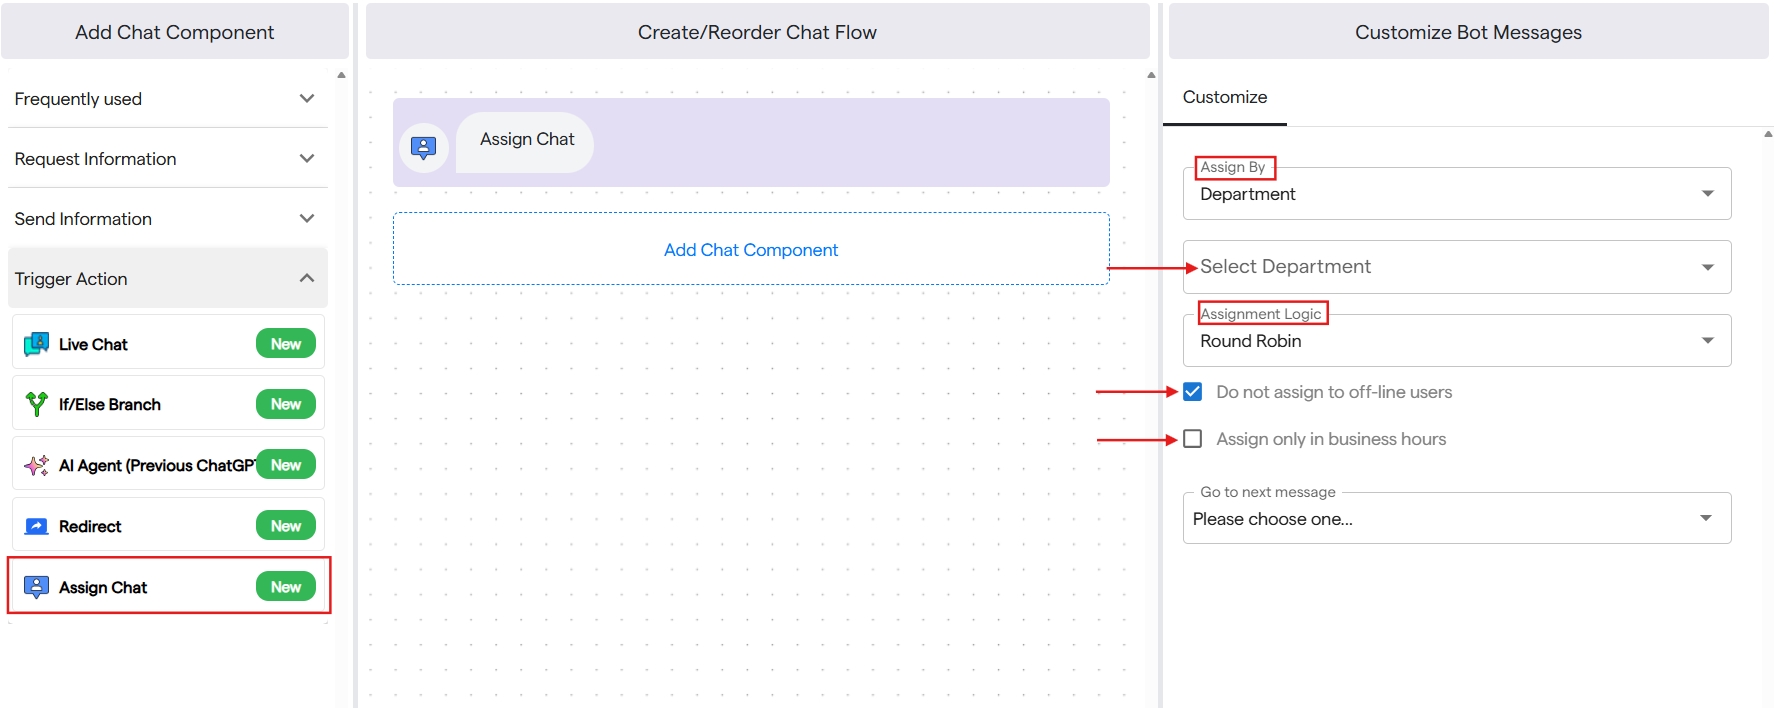 Add Chat Component
Frequently used
Request Information
Send Information
Trigger Action
Live Chat New
If/Else Branch New
AI Agent (Previous ChatGPT New
Redirect New
Assign Chat New
Create/Reorder Chat Flow
Assign Chat
Add Chat Component
Customize Bot Messages
Customize
Assign By
Department
Select Department
Assignment Logic
Round Robin
Do not assign to off-line users
Assign only in business hours
Go to next message
Please choose one...